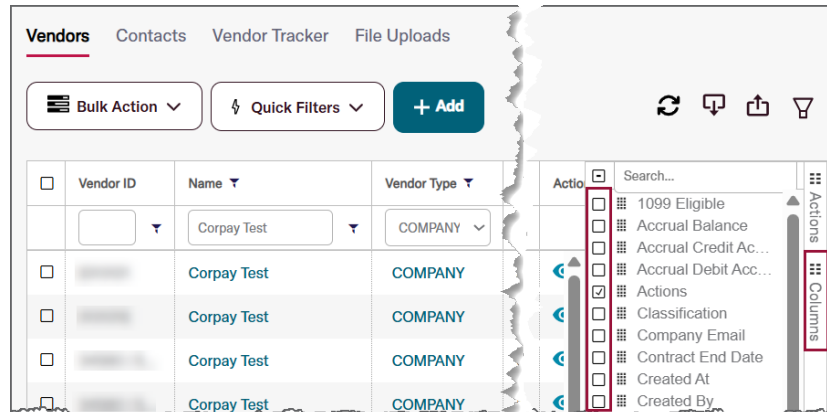 Vendors Contacts Vendor Tracker File Uploads
Bulk Action Quick Filters + Add
Vendor ID Name Vendor Type Actio Search...
1099 Eligible
Corpay Test COMPANY Accrual Balance
Accrual Credit Ac...
Corpay Test COMPANY Accrual Debit Acc...
Actions
Corpay Test COMPANY Classification
Company Email
Corpay Test COMPANY Contract End Date
Created At
Corpay Test COMPANY Created By
Actions
Columns